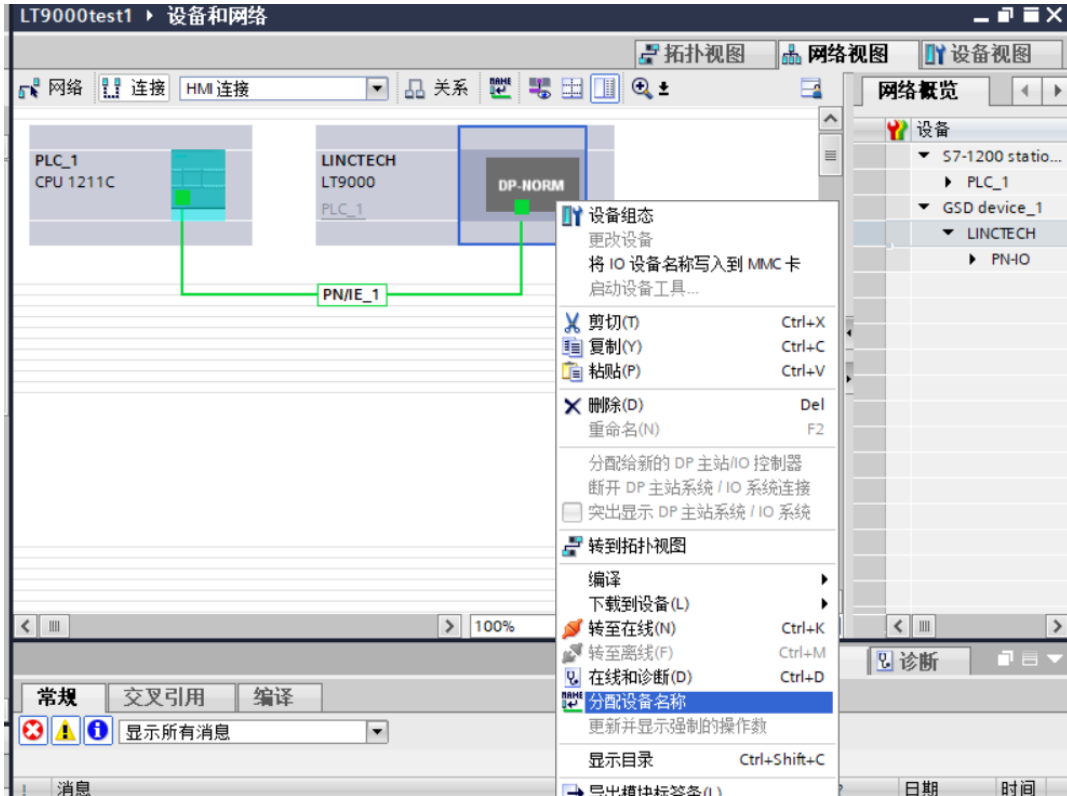 LT9000test1 ▸ 设备和网络
拓扑视图 网络视图 设备视图
网络 连接 HMI 连接 关系
网络概览
设备
PLC_1
CPU 1211C
LINCTECH
LT9000
PLC_1
DP-NORM
PN/IE_1
S7-1200 statio...
PLC_1
GSD device_1
LINCTECH
PN-IO
设备组态
更改设备
将 IO 设备名称写入到 MMC 卡
启动设备工具...
剪切(T) Ctrl+X
复制(Y) Ctrl+C
粘贴(P) Ctrl+V
删除(D) Del
重命名(N) F2
分配给新的 DP 主站/IO 控制器
断开 DP 主站系统 / IO 系统连接
突出显示 DP 主站系统 / IO 系统
转到拓扑视图
编译
下载到设备(L)
转至在线(N) Ctrl+K
转至离线(F) Ctrl+M
在线和诊断(D) Ctrl+D
分配设备名称
更新并显示强制的操作数
显示目录 Ctrl+Shift+C
导出模块标签条(L)
100%
诊断
常规 交叉引用 编译
显示所有消息
! 消息 ? 日期 时间